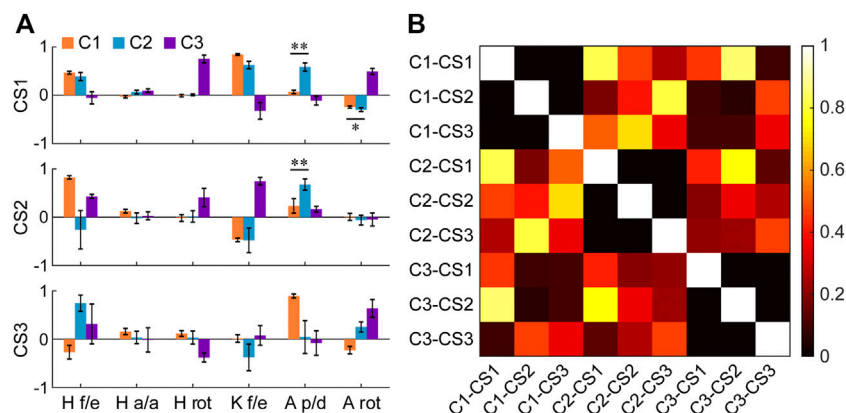 A
C1 C2 C3
CS1
1
0
-1
**
*
CS2
1
0
-1
**
CS3
1
0
-1
H f/e H a/a H rot K f/e A p/d A rot
B
C1-CS1
C1-CS2
C1-CS3
C2-CS1
C2-CS2
C2-CS3
C3-CS1
C3-CS2
C3-CS3
C1-CS1 C1-CS2 C1-CS3 C2-CS1 C2-CS2 C2-CS3 C3-CS1 C3-CS2 C3-CS3
1
0.8
0.6
0.4
0.2
0